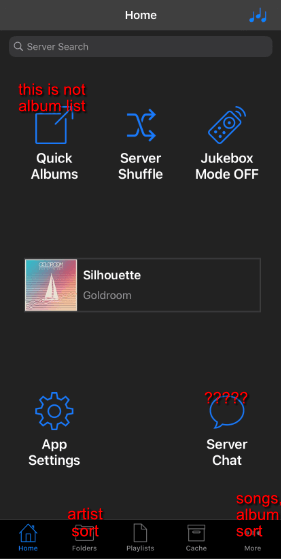 Home
Server Search
this is not
album list
Quick
Albums
Server
Shuffle
Jukebox
Mode OFF
GOLDROOM
Silhouette
Goldroom
App
Settings
?????
Server
Chat
artist
sort
songs,
album
sort
Home
Folders
Playlists
Cache
More